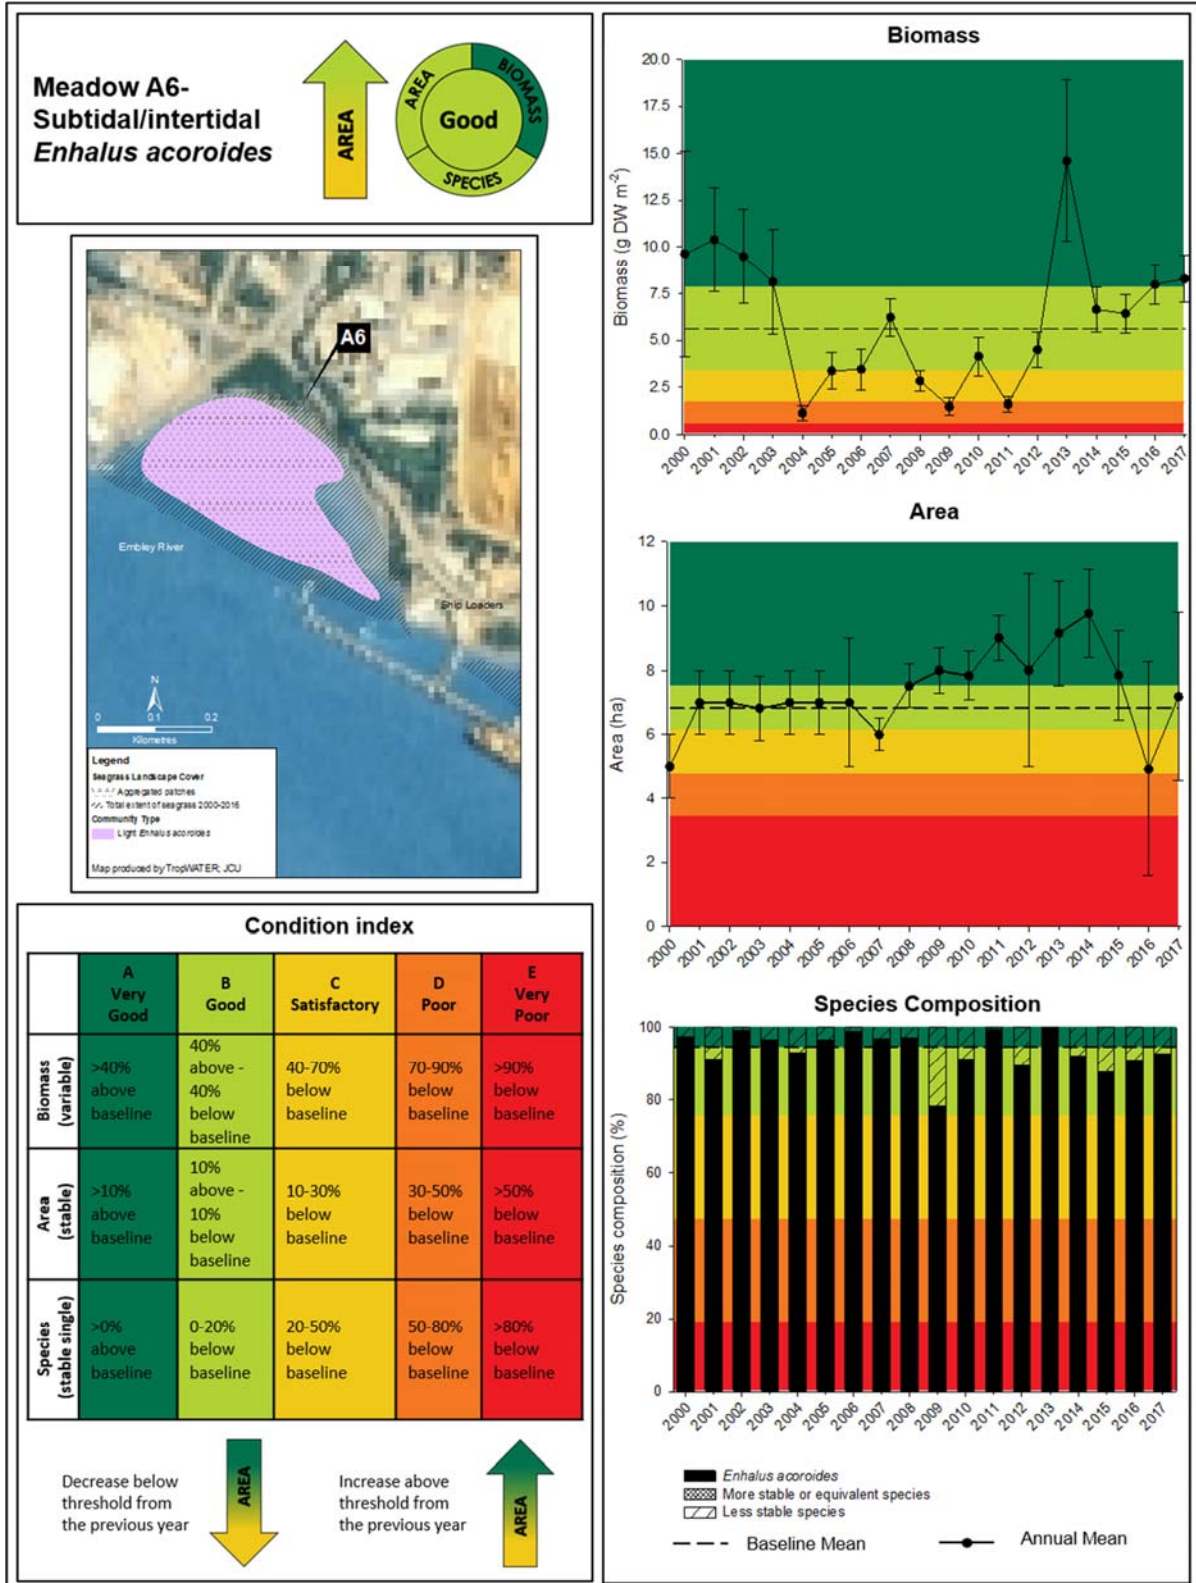 Meadow A6-
Subtidal/intertidal
Enhalus acoroides
AREA
AREA
BIOMASS
SPECIES
Good
A6
Embley River
Ship Loaders
N
0 0.1 0.2
Kilometres
Legend
Seagrass Landscape Cover
Aggregated patches
Total extent of seagrass 2000-2016
Community Type
Light Enhalus acoroides
Map produced by TropWATER; JCU
Condition index
A
Very
Good
B
Good
C
Satisfactory
D
Poor
E
Very
Poor
Biomass
(variable)
>40%
above
baseline
40%
above -
40%
below
baseline
40-70%
below
baseline
70-90%
below
baseline
>90%
below
baseline
Area
(stable)
>10%
above
baseline
10%
above -
10%
below
baseline
10-30%
below
baseline
30-50%
below
baseline
>50%
below
baseline
Species
(stable single)
>0%
above
baseline
0-20%
below
baseline
20-50%
below
baseline
50-80%
below
baseline
>80%
below
baseline
Decrease below
threshold from
the previous year
AREA
Increase above
threshold from
the previous year
AREA
Biomass
Biomass (g DW m-2)
20.0
17.5
15.0
12.5
10.0
7.5
5.0
2.5
0.0
2000 2001 2002 2003 2004 2005 2006 2007 2008 2009 2010 2011 2012 2013 2014 2015 2016 2017
Area
Area (ha)
12
10
8
6
4
2
0
2000 2001 2002 2003 2004 2005 2006 2007 2008 2009 2010 2011 2012 2013 2014 2015 2016 2017
Species Composition
Species composition (%)
100
80
60
40
20
0
2000 2001 2002 2003 2004 2005 2006 2007 2008 2009 2010 2011 2012 2013 2014 2015 2016 2017
Enhalus acoroides
More stable or equivalent species
Less stable species
Baseline Mean
Annual Mean